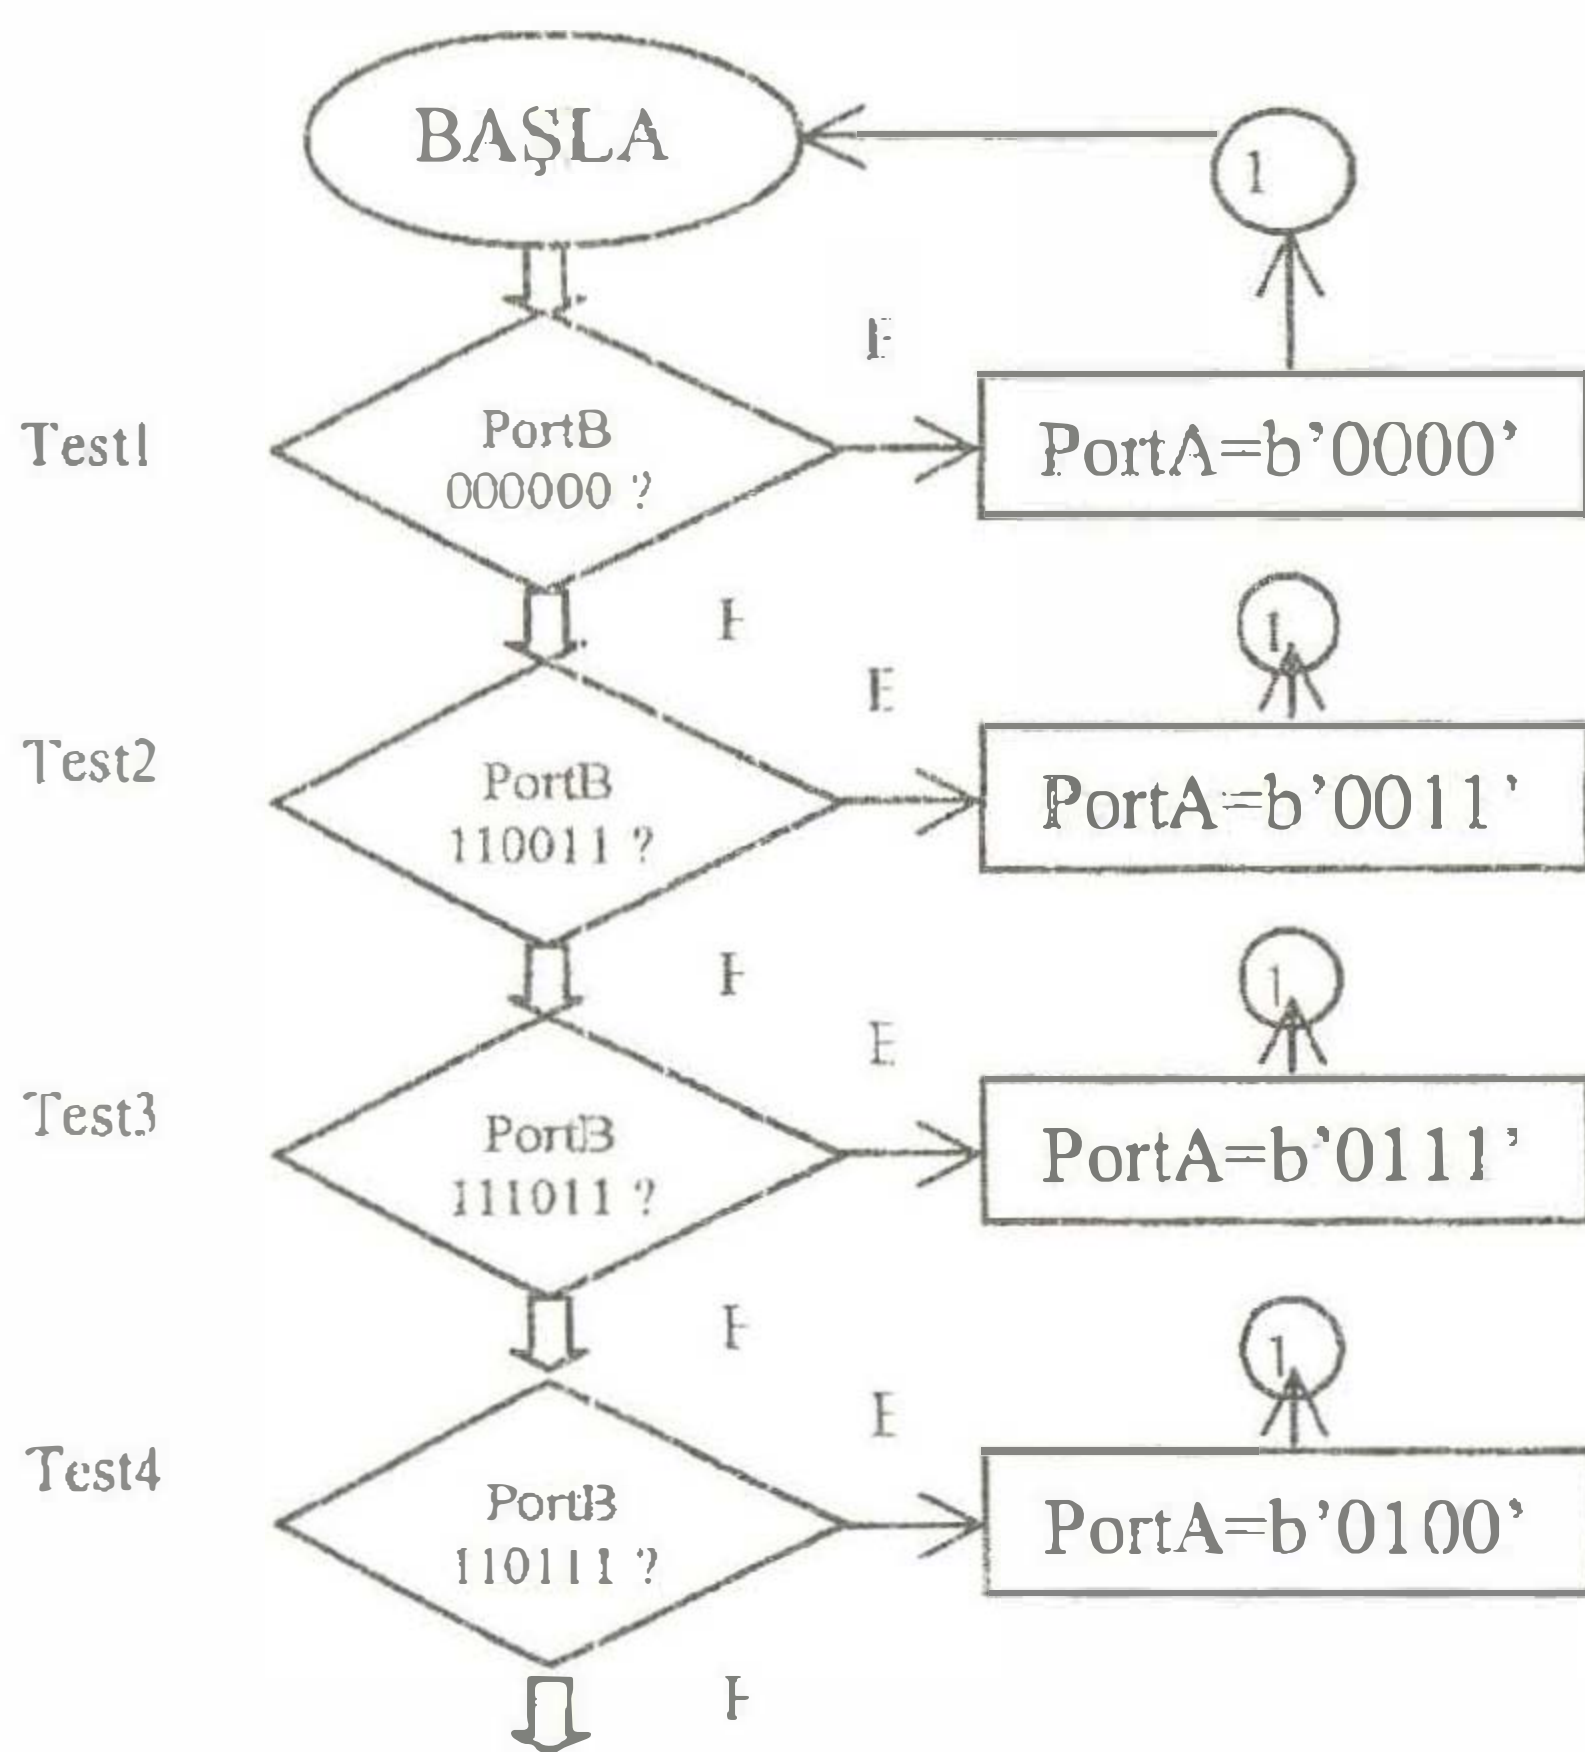 BAŞLA
1
E
Test1
PortB
000000 ?
PortA=b'0000'
H
1
E
Test2
PortB
110011 ?
PortA=b'0011'
H
1
E
Test3
PortB
111011 ?
PortA=b'0111'
H
1
E
Test4
PortB
110111 ?
PortA=b'0100'
H